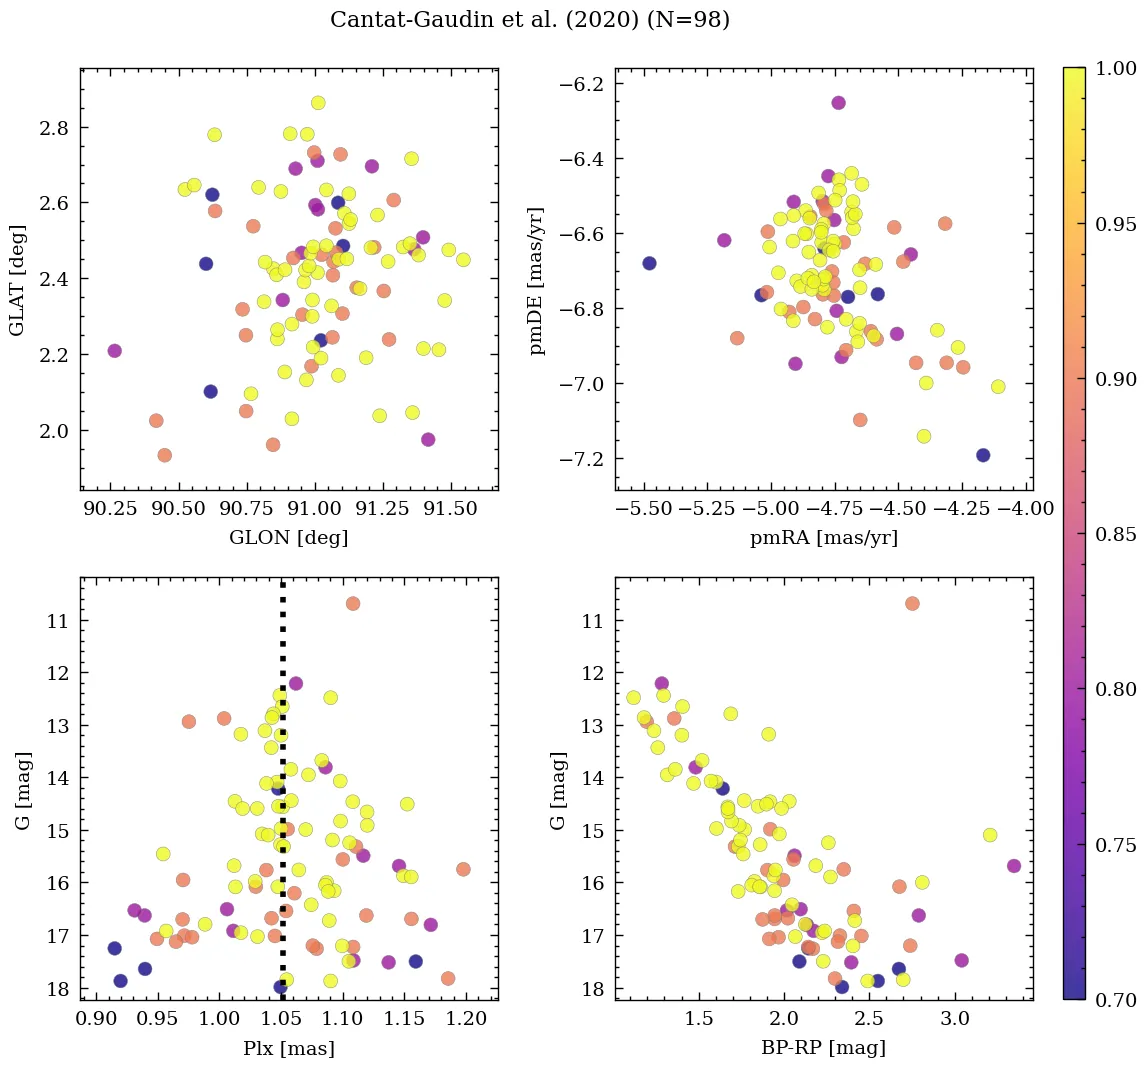 Cantat-Gaudin et al. (2020) (N=98)
2.8
2.6
2.4
2.2
2.0
GLAT [deg]
90.25 90.50 90.75 91.00 91.25 91.50
GLON [deg]
−6.2
−6.4
−6.6
−6.8
−7.0
−7.2
pmDE [mas/yr]
−5.50 −5.25 −5.00 −4.75 −4.50 −4.25 −4.00
pmRA [mas/yr]
11
12
13
14
15
16
17
18
G [mag]
0.90 0.95 1.00 1.05 1.10 1.15 1.20
Plx [mas]
11
12
13
14
15
16
17
18
G [mag]
1.5 2.0 2.5 3.0
BP-RP [mag]
1.00
0.95
0.90
0.85
0.80
0.75
0.70